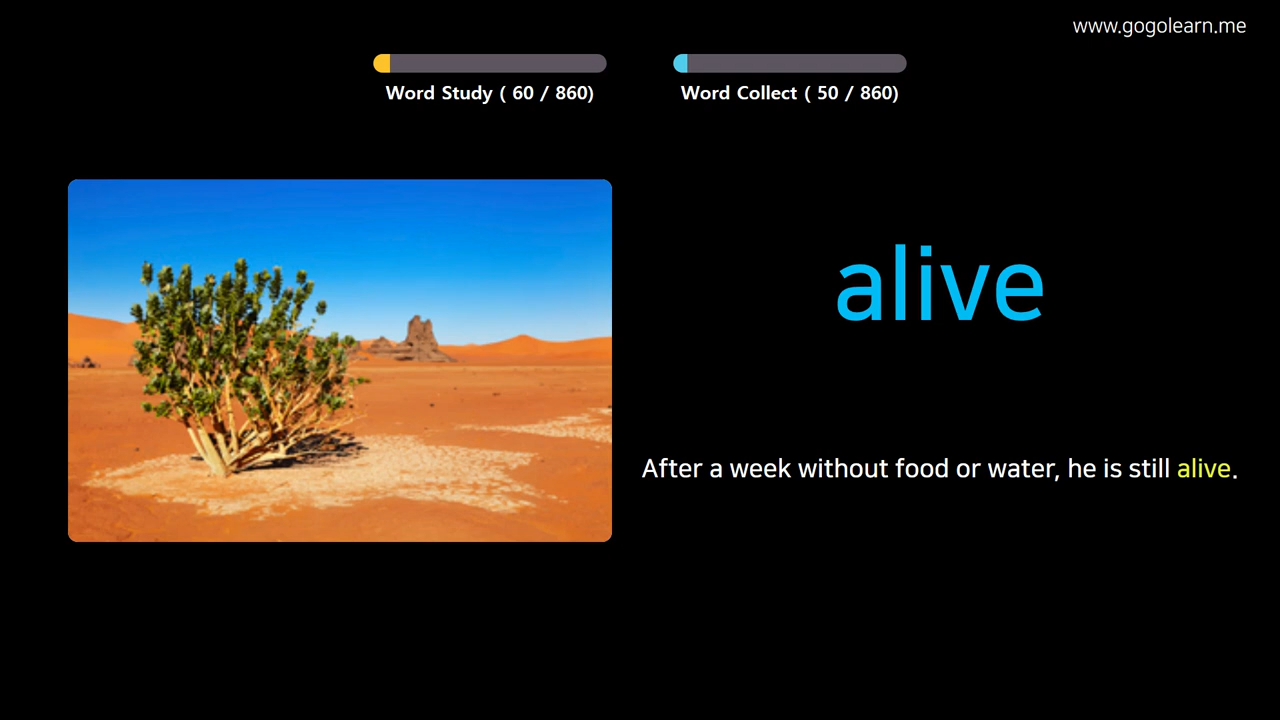 www.gogolearn.me
Word Study ( 60 / 860)
Word Collect ( 50 / 860)
alive
After a week without food or water, he is still alive.